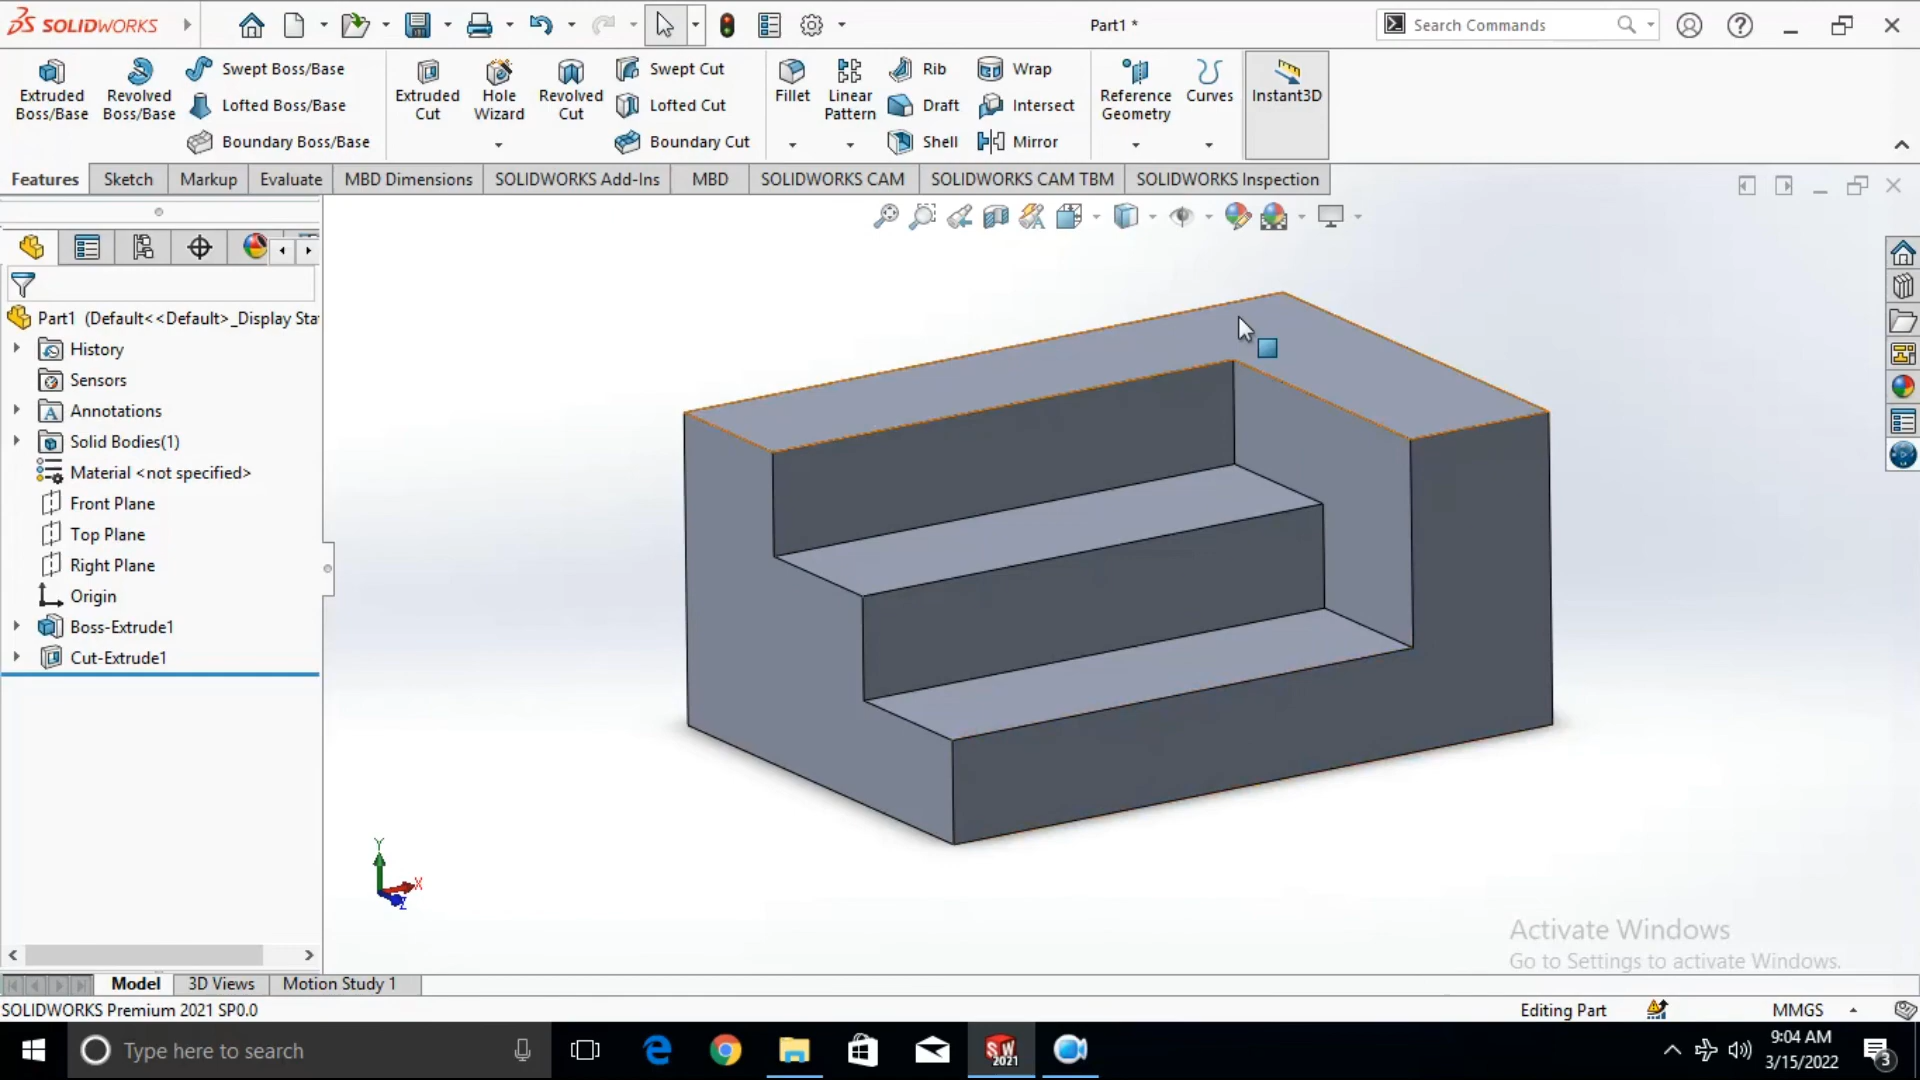 SOLIDWORKS
Part1 *
Search Commands
Extruded
Boss/Base
Revolved
Boss/Base
Swept Boss/Base
Lofted Boss/Base
Boundary Boss/Base
Extruded
Cut
Hole
Wizard
Revolved
Cut
Swept Cut
Lofted Cut
Boundary Cut
Fillet
Linear
Pattern
Rib
Draft
Shell
Wrap
Intersect
Mirror
Reference
Geometry
Curves
Instant3D
Features
Sketch
Markup
Evaluate
MBD Dimensions
SOLIDWORKS Add-Ins
MBD
SOLIDWORKS CAM
SOLIDWORKS CAM TBM
SOLIDWORKS Inspection
Part1 (Default<<Default>_Display Sta
History
Sensors
Annotations
Solid Bodies(1)
Material <not specified>
Front Plane
Top Plane
Right Plane
Origin
Boss-Extrude1
Cut-Extrude1
Y
X
Z
Activate Windows
Go to Settings to activate Windows.
Model
3D Views
Motion Study 1
SOLIDWORKS Premium 2021 SP0.0
Editing Part
MMGS
Type here to search
SW
2021
9:04 AM
3/15/2022
3